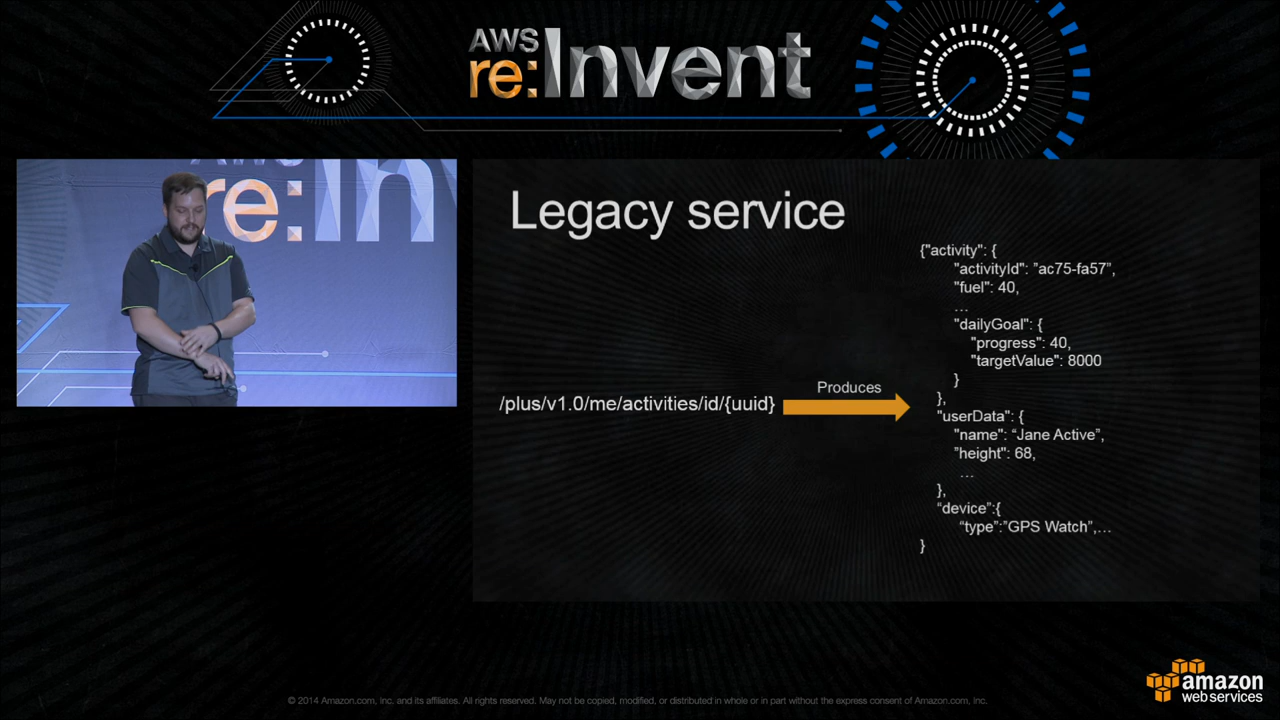 AWS
re:Invent
re:Inv
Legacy service
/plus/v1.0/me/activities/id/{uuid}
Produces
{"activity": {
"activityId": ”ac75-fa57”,
"fuel": 40,
…
"dailyGoal": {
"progress": 40,
"targetValue": 8000
}
},
"userData": {
"name": “Jane Active”,
”height": 68,
…
},
“device”:{
“type”:”GPS Watch”,…
}
© 2014 Amazon.com, Inc. and its affiliates. All rights reserved. May not be copied, modified, or distributed in whole or in part without the express consent of Amazon.com, Inc.
amazon
web services